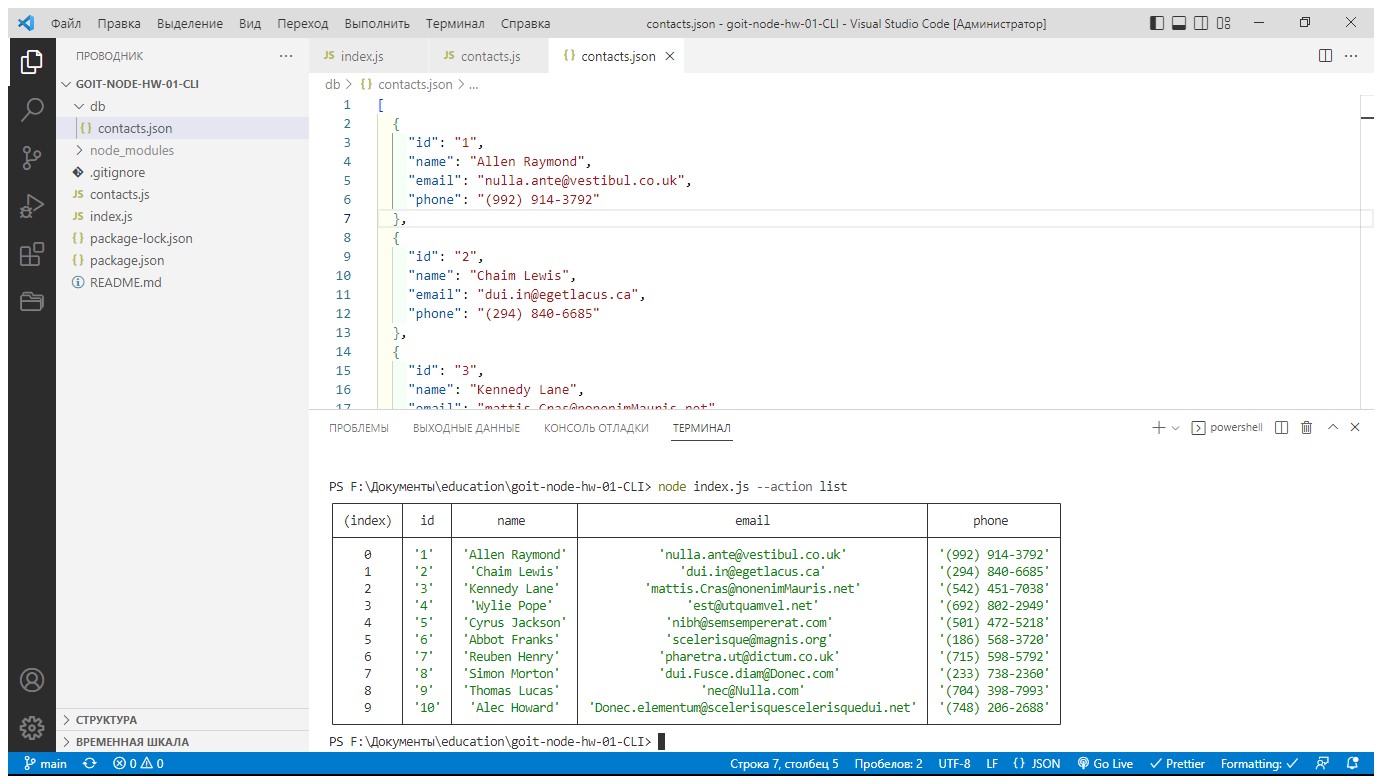 Файл Правка Выделение Вид Переход Выполнить Терминал Справка contacts.json - goit-node-hw-01-CLI - Visual Studio Code [Администратор]
ПРОВОДНИК ...
GOIT-NODE-HW-01-CLI
db
{} contacts.json
node_modules
.gitignore
JS contacts.js
JS index.js
{} package-lock.json
{} package.json
README.md
СТРУКТУРА
ВРЕМЕННАЯ ШКАЛА
JS index.js JS contacts.js {} contacts.json
db > {} contacts.json > ...
1 [
2 {
3 "id": "1",
4 "name": "Allen Raymond",
5 "email": "nulla.ante@vestibul.co.uk",
6 "phone": "(992) 914-3792"
7 },
8 {
9 "id": "2",
10 "name": "Chaim Lewis",
11 "email": "dui.in@egetlacus.ca",
12 "phone": "(294) 840-6685"
13 },
14 {
15 "id": "3",
16 "name": "Kennedy Lane",
17 "email": "mattis.Cras@nonenimMauris.net"
ПРОБЛЕМЫ ВЫХОДНЫЕ ДАННЫЕ КОНСОЛЬ ОТЛАДКИ ТЕРМИНАЛ powershell
PS F:\Документы\education\goit-node-hw-01-CLI> node index.js --action list
(index) id name email phone
0 '1' 'Allen Raymond' 'nulla.ante@vestibul.co.uk' '(992) 914-3792'
1 '2' 'Chaim Lewis' 'dui.in@egetlacus.ca' '(294) 840-6685'
2 '3' 'Kennedy Lane' 'mattis.Cras@nonenimMauris.net' '(542) 451-7038'
3 '4' 'Wylie Pope' 'est@utquamvel.net' '(692) 802-2949'
4 '5' 'Cyrus Jackson' 'nibh@semsempererat.com' '(501) 472-5218'
5 '6' 'Abbot Franks' 'scelerisque@magnis.org' '(186) 568-3720'
6 '7' 'Reuben Henry' 'pharetra.ut@dictum.co.uk' '(715) 598-5792'
7 '8' 'Simon Morton' 'dui.Fusce.diam@Donec.com' '(233) 738-2360'
8 '9' 'Thomas Lucas' 'nec@Nulla.com' '(704) 398-7993'
9 '10' 'Alec Howard' 'Donec.elementum@scelerisquescelerisquedui.net' '(748) 206-2688'
PS F:\Документы\education\goit-node-hw-01-CLI>
main 0 0 Строка 7, столбец 5 Пробелов: 2 UTF-8 LF {} JSON Go Live Prettier Formatting: